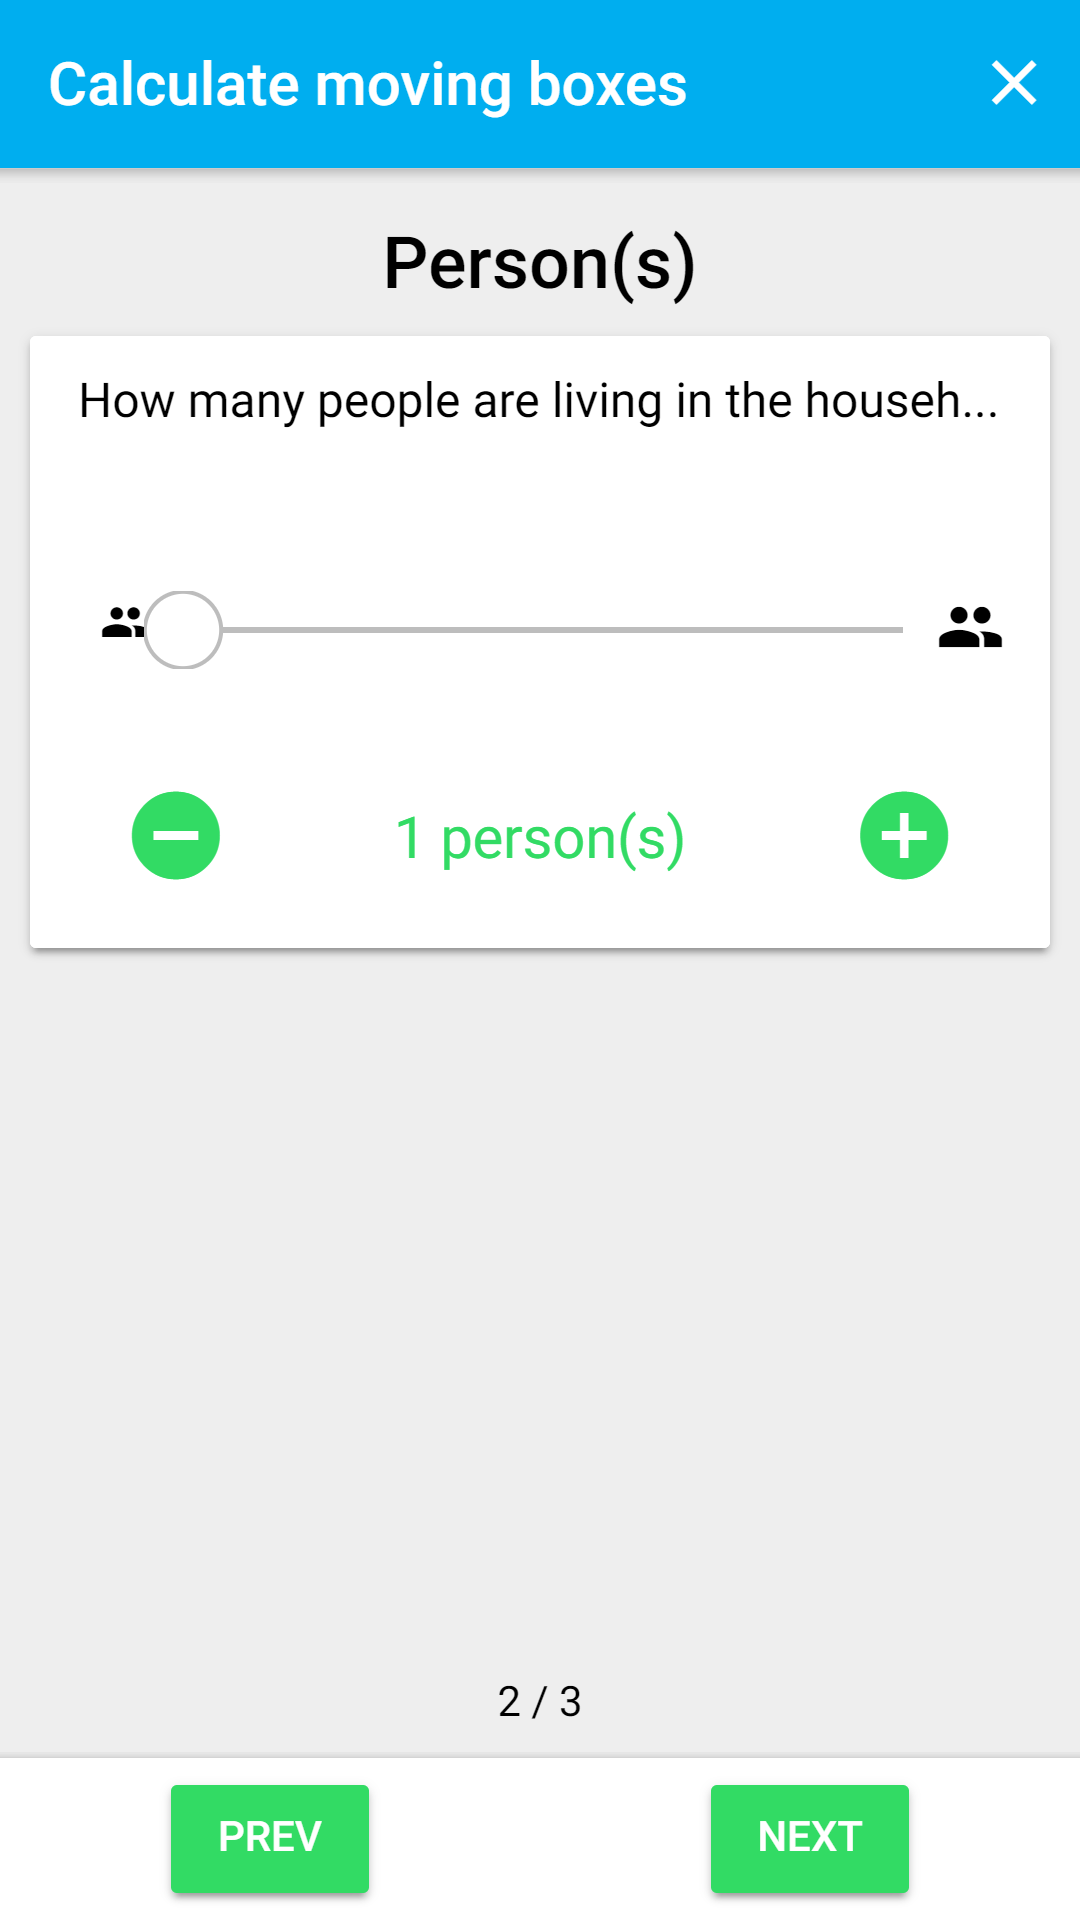 Calculate moving boxes
Person(s)
How many people are living in the househ...
1 person(s)
2 / 3
PREV
NEXT